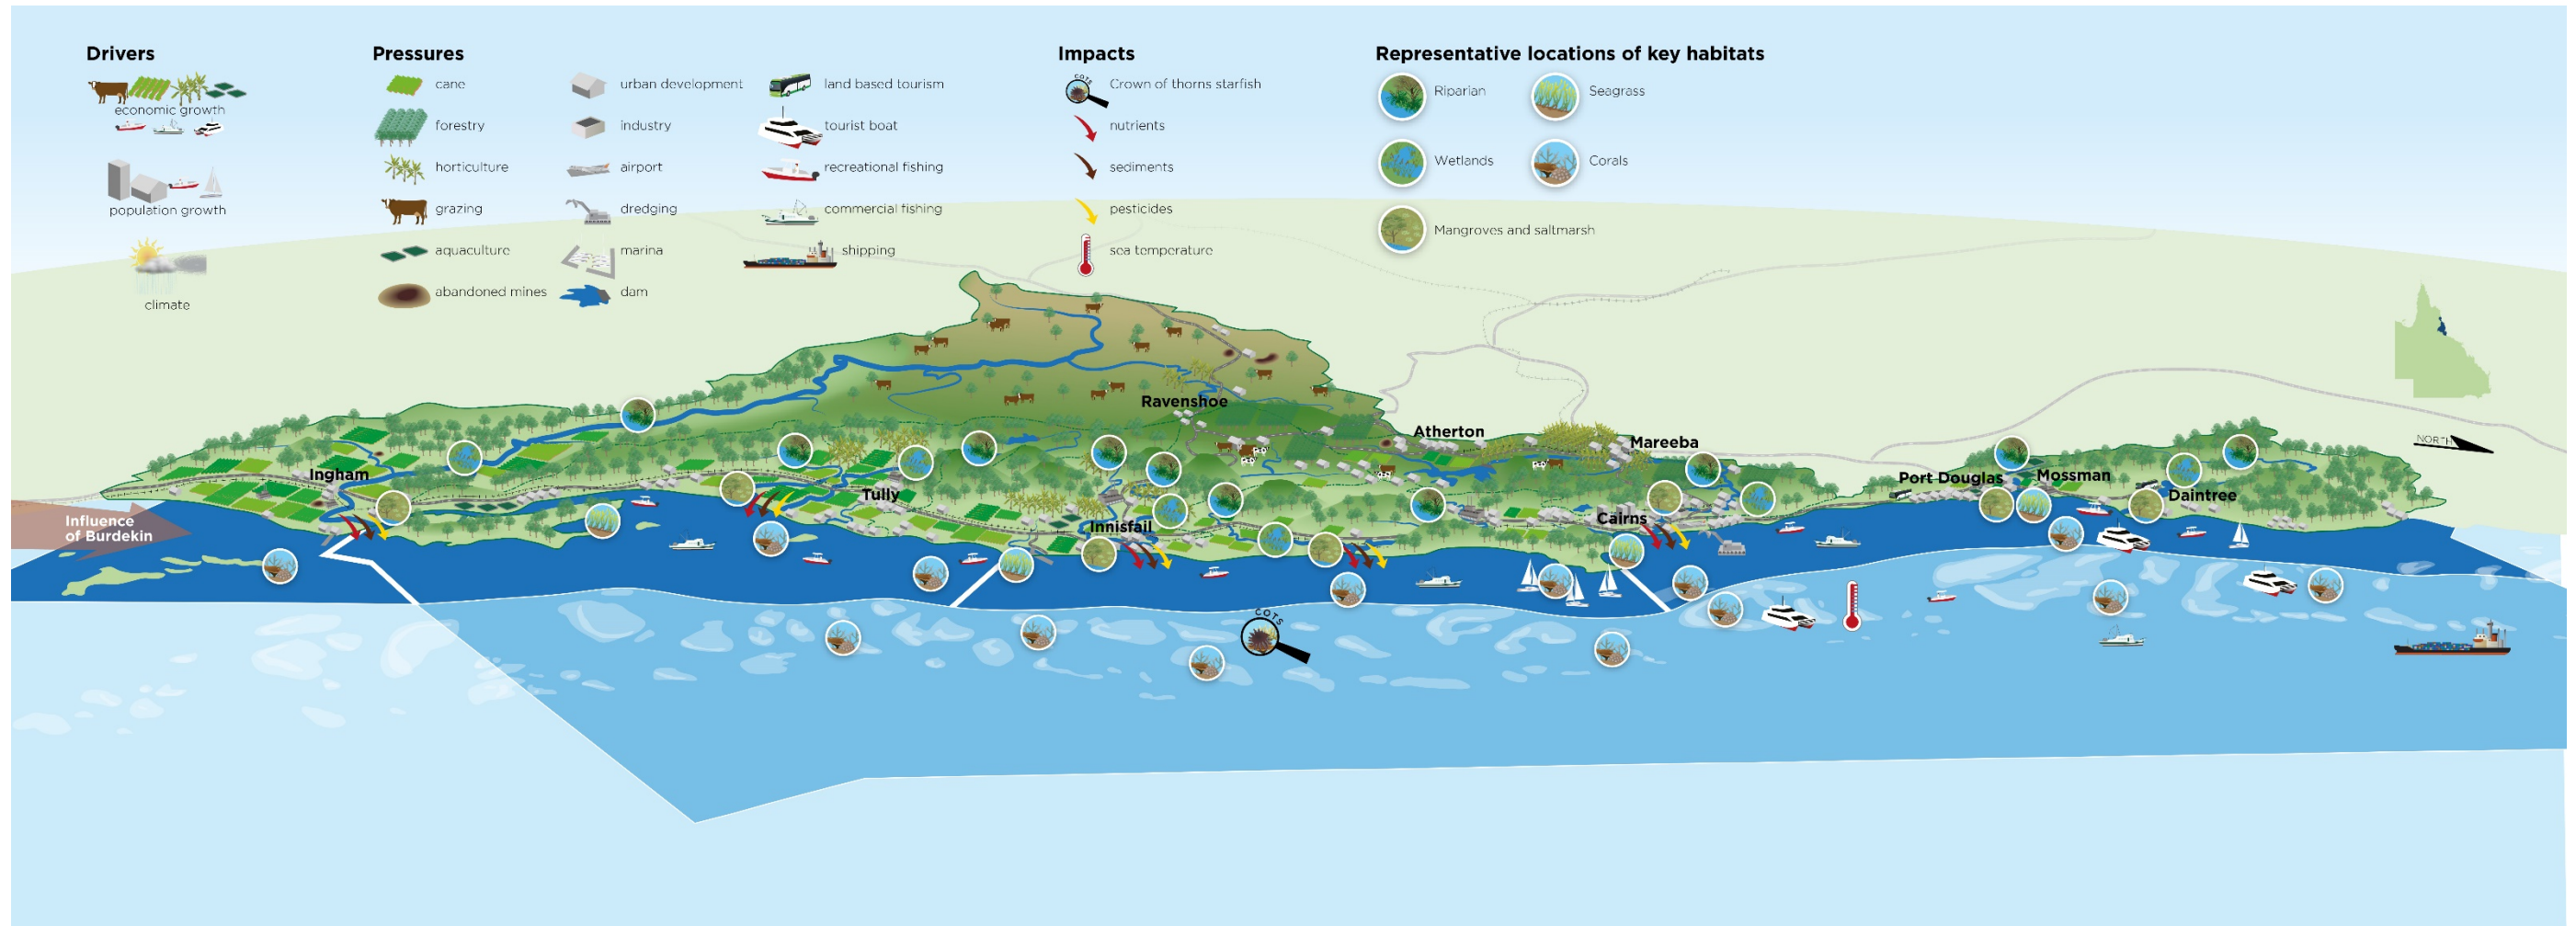 Drivers
economic growth
population growth
climate
Pressures
cane
forestry
horticulture
grazing
aquaculture
abandoned mines
urban development
industry
airport
dredging
marina
dam
land based tourism
tourist boat
recreational fishing
commercial fishing
shipping
Impacts
COTS
Crown of thorns starfish
nutrients
sediments
pesticides
sea temperature
Representative locations of key habitats
Riparian
Wetlands
Mangroves and saltmarsh
Seagrass
Corals
Ravenshoe
Atherton
Mareeba
NORTH
Ingham
Tully
Port Douglas
Mossman
Daintree
Innisfail
Cairns
Influence
of Burdekin
COTS